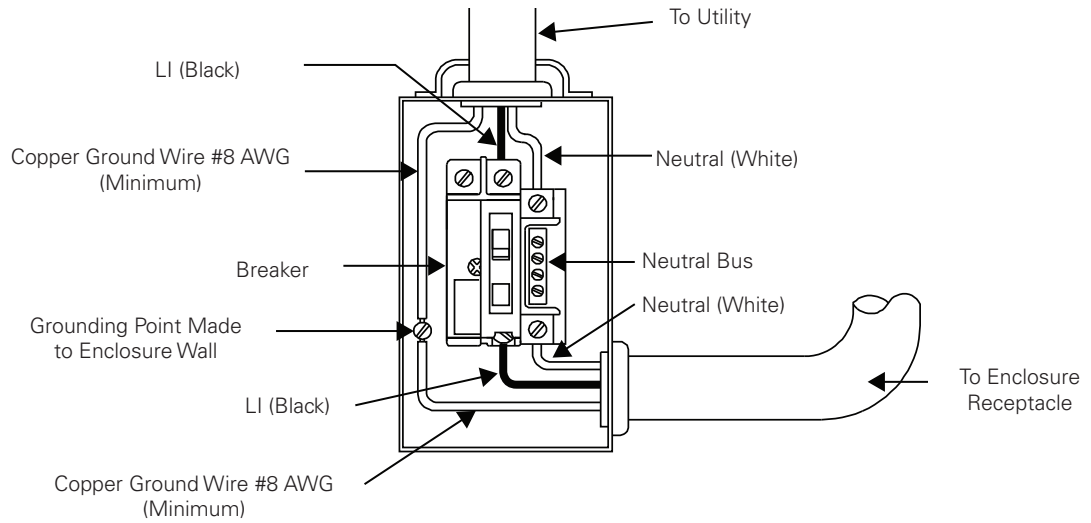 To Utility
LI (Black)
Copper Ground Wire #8 AWG
(Minimum)
Neutral (White)
Breaker
Neutral Bus
Neutral (White)
Grounding Point Made
to Enclosure Wall
LI (Black)
To Enclosure
Receptacle
Copper Ground Wire #8 AWG
(Minimum)